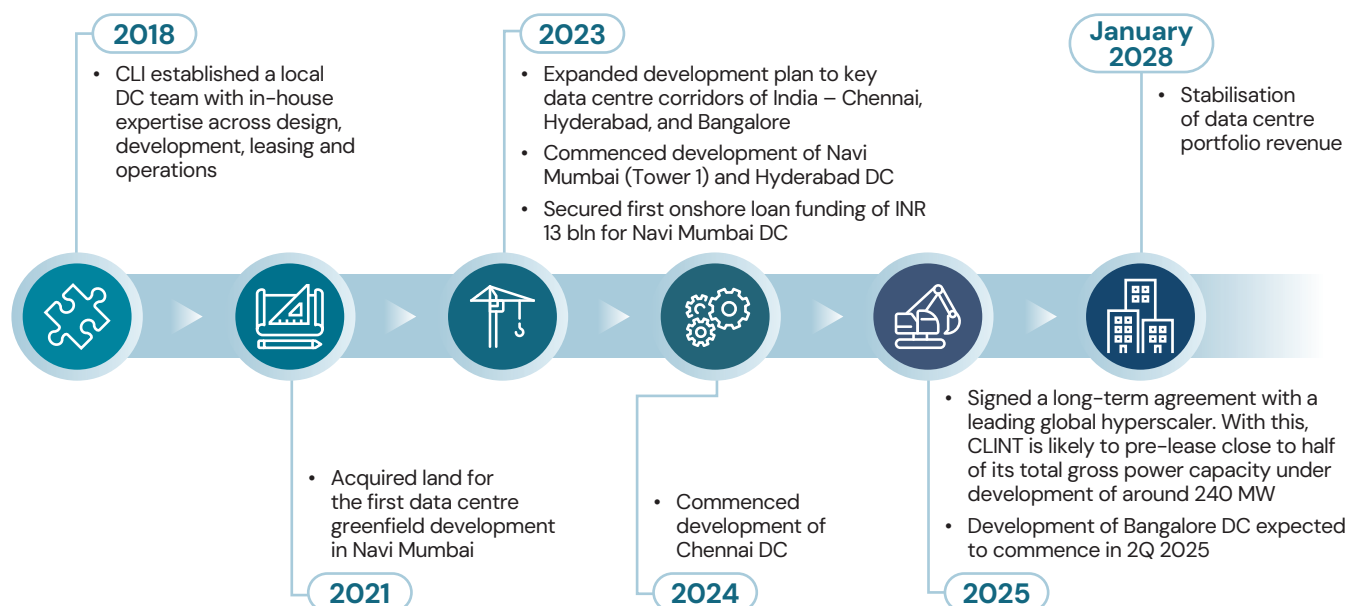 2018
• CLI established a local
DC team with in-house
expertise across design,
development, leasing and
operations
2021
• Acquired land for
the first data centre
greenfield development
in Navi Mumbai
2023
• Expanded development plan to key
data centre corridors of India – Chennai,
Hyderabad, and Bangalore
• Commenced development of Navi
Mumbai (Tower 1) and Hyderabad DC
• Secured first onshore loan funding of INR
13 bln for Navi Mumbai DC
2024
• Commenced
development of
Chennai DC
2025
• Signed a long-term agreement with a
leading global hyperscaler. With this,
CLINT is likely to pre-lease close to half
of its total gross power capacity under
development of around 240 MW
• Development of Bangalore DC expected
to commence in 2Q 2025
January
2028
• Stabilisation
of data centre
portfolio revenue